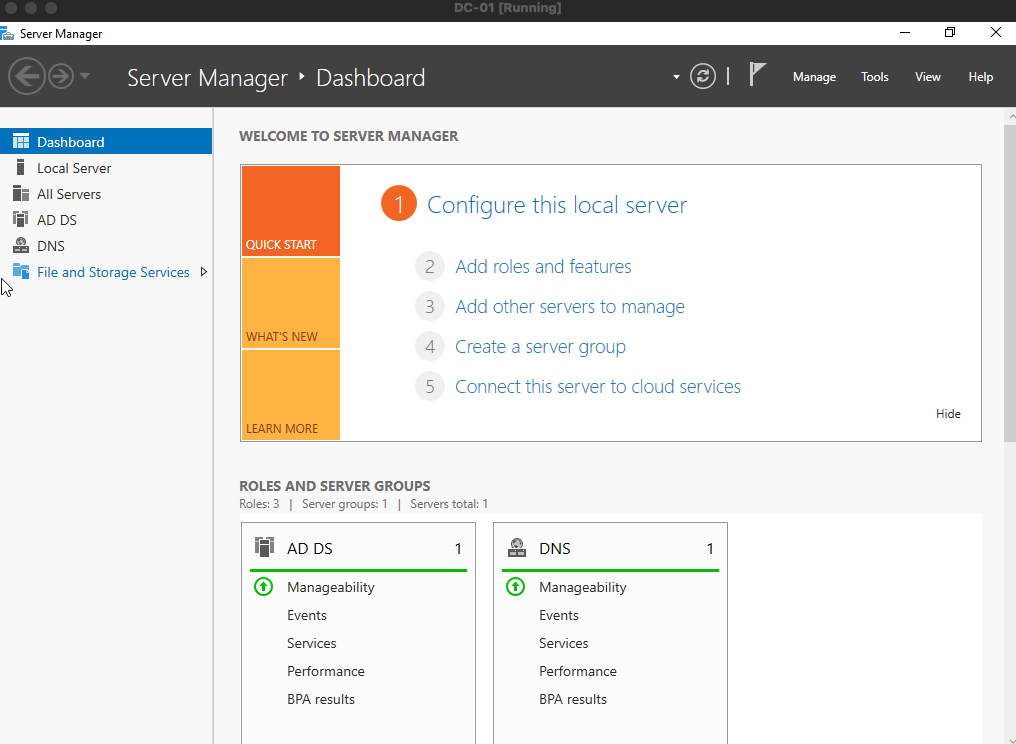 DC-01 [Running]
Server Manager
Server Manager Dashboard
Manage Tools View Help
Dashboard
Local Server
All Servers
AD DS
DNS
File and Storage Services
WELCOME TO SERVER MANAGER
QUICK START
WHAT'S NEW
LEARN MORE
1 Configure this local server
2 Add roles and features
3 Add other servers to manage
4 Create a server group
5 Connect this server to cloud services
Hide
ROLES AND SERVER GROUPS
Roles: 3 | Server groups: 1 | Servers total: 1
AD DS 1
Manageability
Events
Services
Performance
BPA results
DNS 1
Manageability
Events
Services
Performance
BPA results